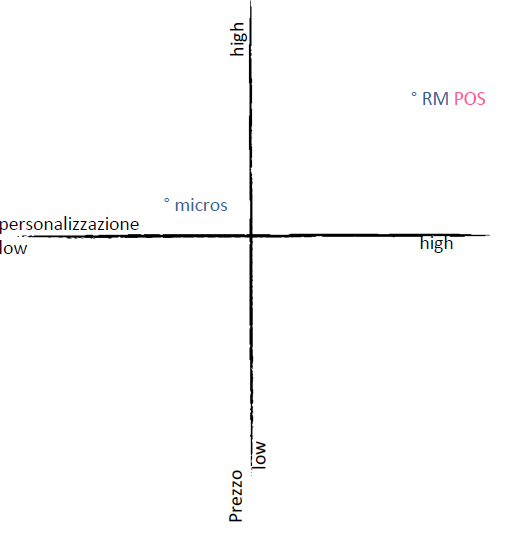 high
° RM POS
° micros
personalizzazione
low
high
low
Prezzo